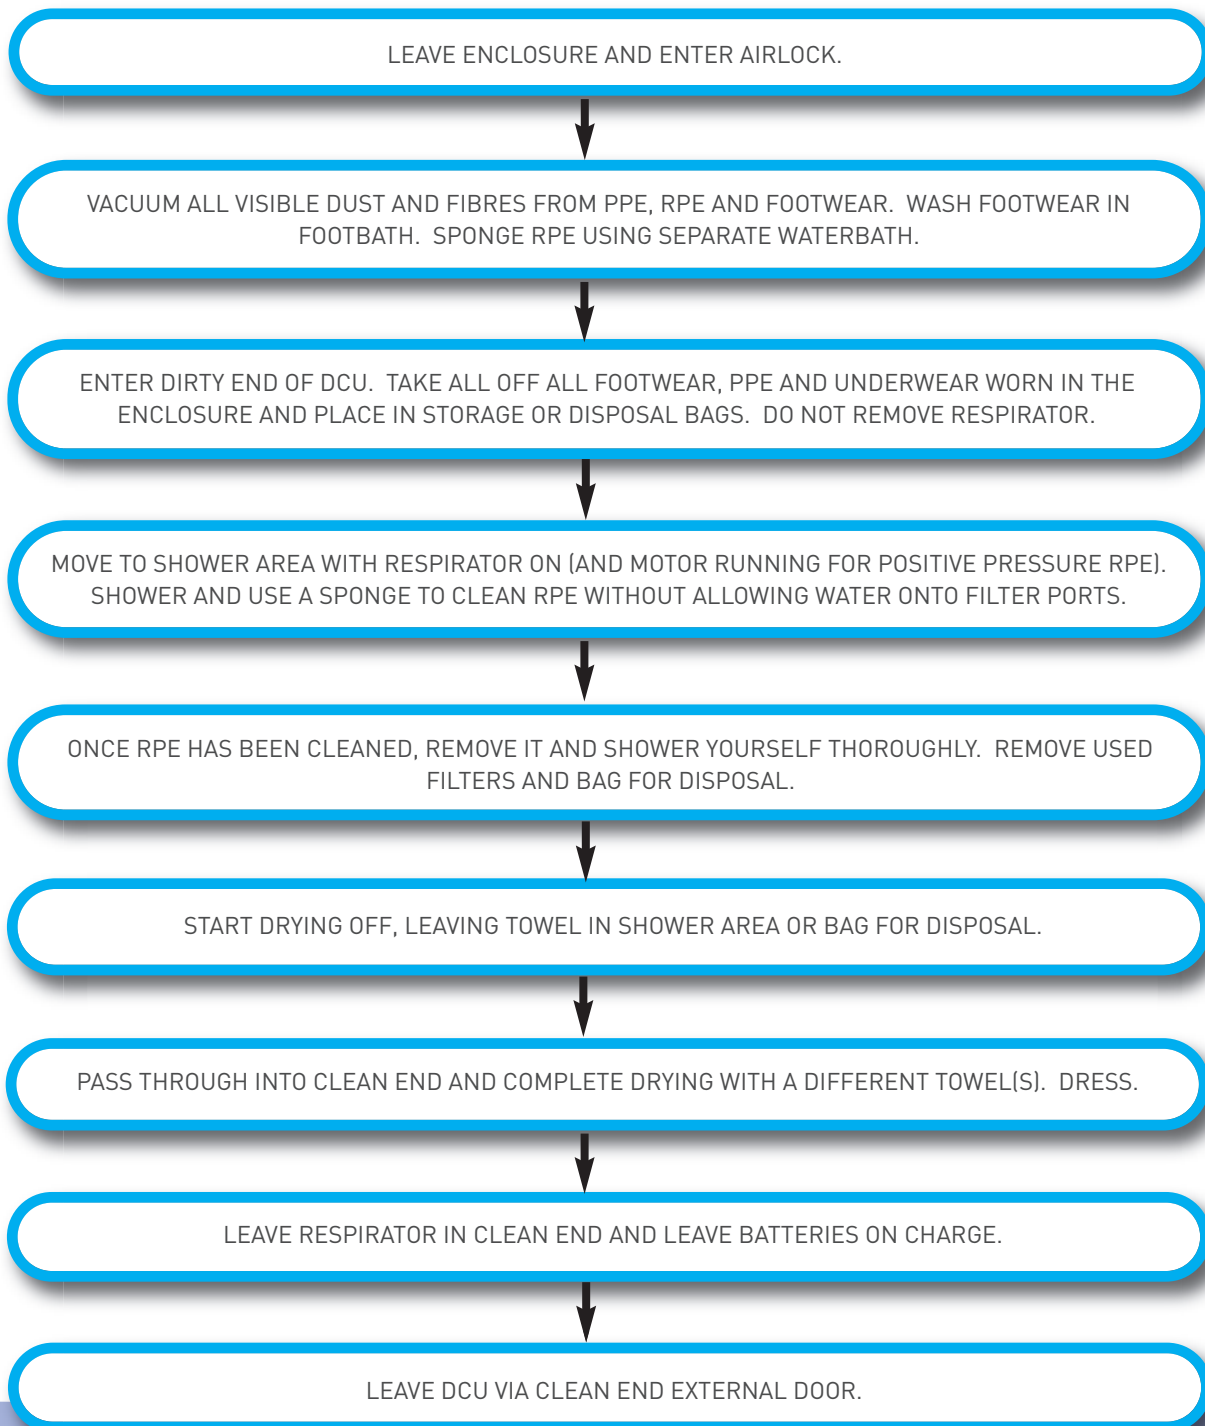 LEAVE ENCLOSURE AND ENTER AIRLOCK.
VACUUM ALL VISIBLE DUST AND FIBRES FROM PPE, RPE AND FOOTWEAR. WASH FOOTWEAR IN
FOOTBATH. SPONGE RPE USING SEPARATE WATERBATH.
ENTER DIRTY END OF DCU. TAKE ALL OFF ALL FOOTWEAR, PPE AND UNDERWEAR WORN IN THE
ENCLOSURE AND PLACE IN STORAGE OR DISPOSAL BAGS. DO NOT REMOVE RESPIRATOR.
MOVE TO SHOWER AREA WITH RESPIRATOR ON (AND MOTOR RUNNING FOR POSITIVE PRESSURE RPE).
SHOWER AND USE A SPONGE TO CLEAN RPE WITHOUT ALLOWING WATER ONTO FILTER PORTS.
ONCE RPE HAS BEEN CLEANED, REMOVE IT AND SHOWER YOURSELF THOROUGHLY. REMOVE USED
FILTERS AND BAG FOR DISPOSAL.
START DRYING OFF, LEAVING TOWEL IN SHOWER AREA OR BAG FOR DISPOSAL.
PASS THROUGH INTO CLEAN END AND COMPLETE DRYING WITH A DIFFERENT TOWEL(S). DRESS.
LEAVE RESPIRATOR IN CLEAN END AND LEAVE BATTERIES ON CHARGE.
LEAVE DCU VIA CLEAN END EXTERNAL DOOR.